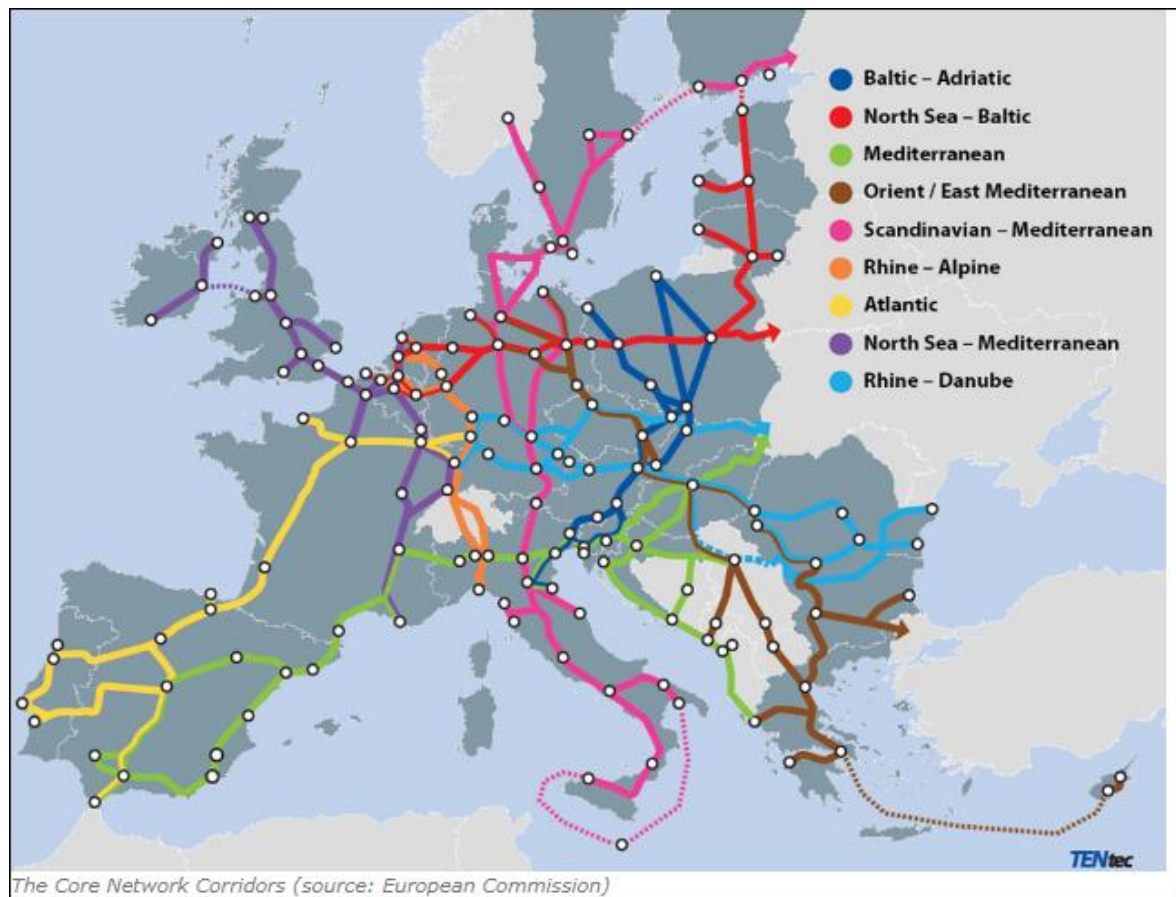 Baltic – Adriatic
North Sea – Baltic
Mediterranean
Orient / East Mediterranean
Scandinavian – Mediterranean
Rhine – Alpine
Atlantic
North Sea – Mediterranean
Rhine – Danube
TENtec
The Core Network Corridors (source: European Commission)